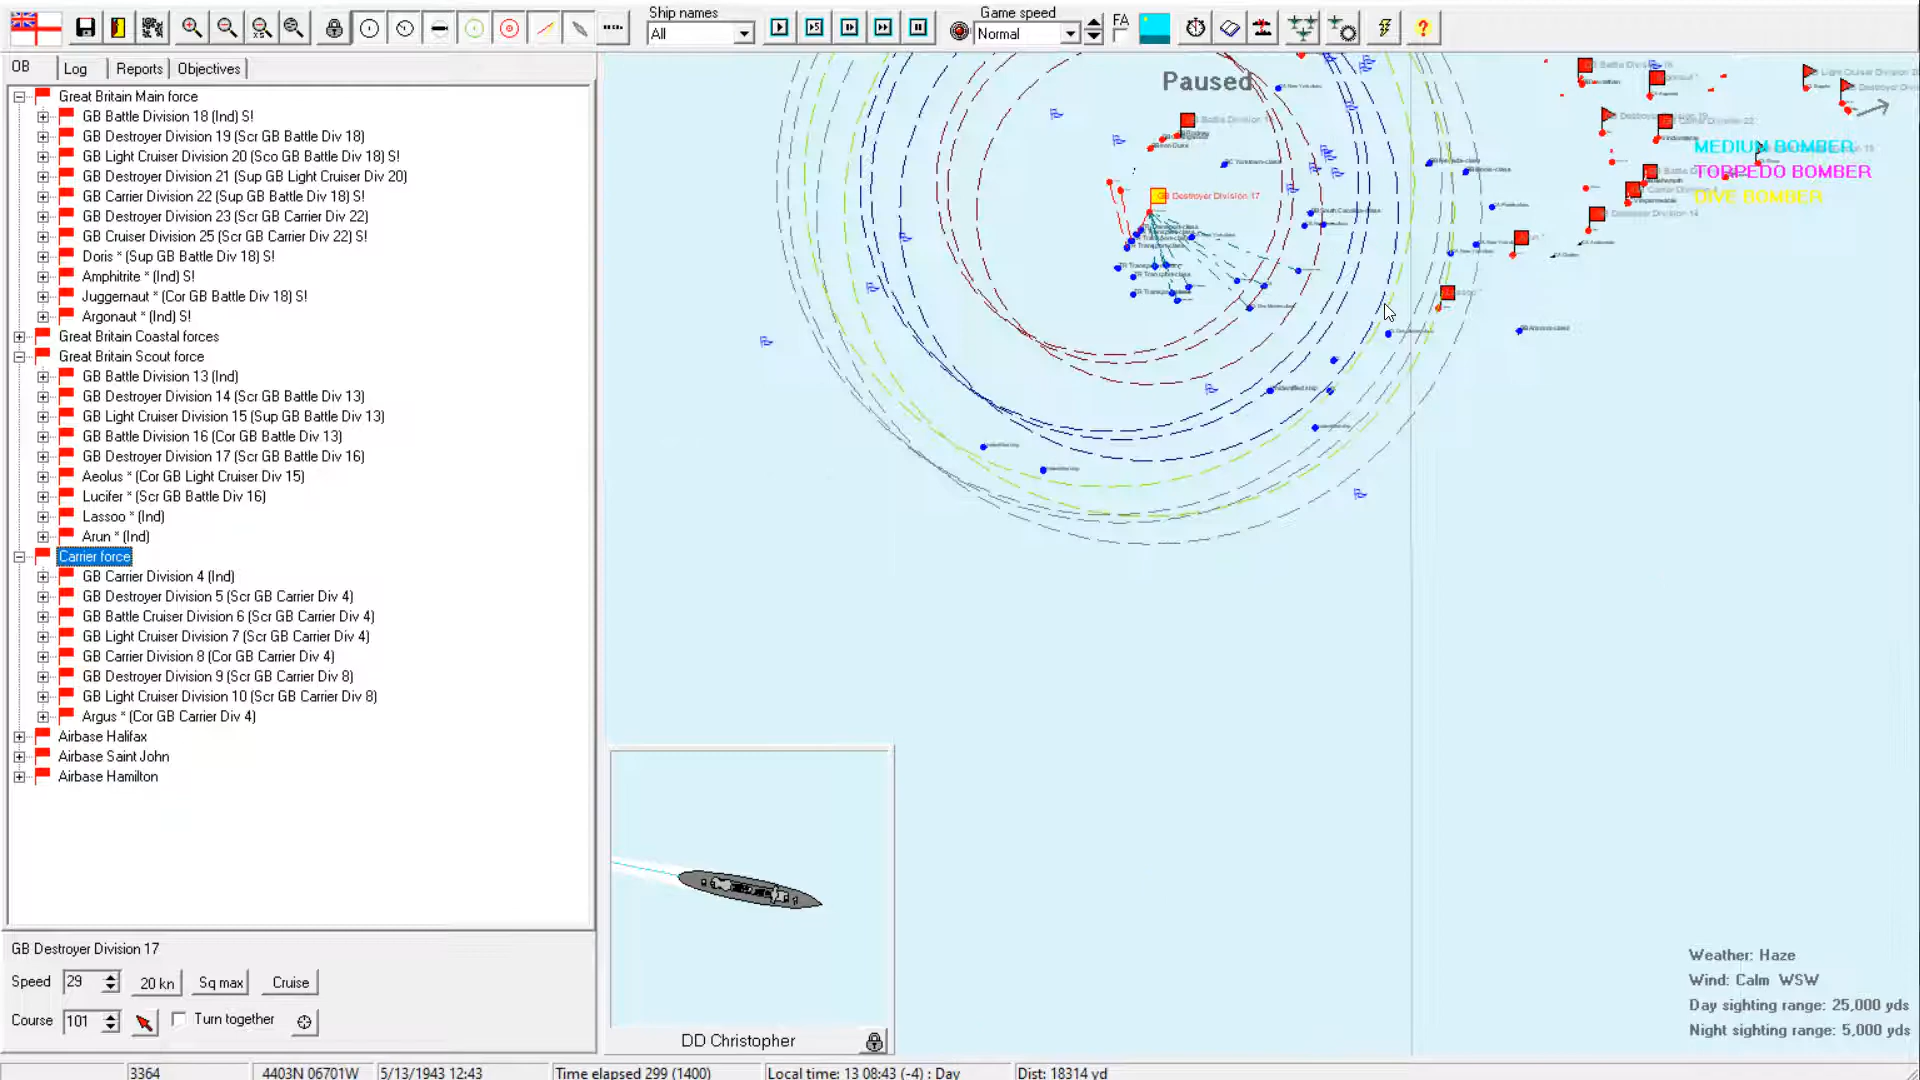 Ship names
Game speed
All
Normal
FA
OB
Log
Reports
Objectives
Great Britain Main force
GB Battle Division 18 (Ind) S!
GB Destroyer Division 19 (Scr GB Battle Div 18)
GB Light Cruiser Division 20 (Sco GB Battle Div 18) S!
GB Destroyer Division 21 (Sup GB Light Cruiser Div 20)
GB Carrier Division 22 (Sup GB Battle Div 18) S!
GB Destroyer Division 23 (Scr GB Carrier Div 22)
GB Cruiser Division 25 (Scr GB Carrier Div 22) S!
Doris * (Sup GB Battle Div 18) S!
Amphitrite * (Ind) S!
Juggernaut * (Cor GB Battle Div 18) S!
Argonaut * (Ind) S!
Great Britain Coastal forces
Great Britain Scout force
GB Battle Division 13 (Ind)
GB Destroyer Division 14 (Scr GB Battle Div 13)
GB Light Cruiser Division 15 (Sup GB Battle Div 13)
GB Battle Division 16 (Cor GB Battle Div 13)
GB Destroyer Division 17 (Scr GB Battle Div 16)
Aeolus * (Cor GB Light Cruiser Div 15)
Lucifer * (Scr GB Battle Div 16)
Lassoo * (Ind)
Arun * (Ind)
Carrier force
GB Carrier Division 4 (Ind)
GB Destroyer Division 5 (Scr GB Carrier Div 4)
GB Battle Cruiser Division 6 (Scr GB Carrier Div 4)
GB Light Cruiser Division 7 (Scr GB Carrier Div 4)
GB Carrier Division 8 (Cor GB Carrier Div 4)
GB Destroyer Division 9 (Scr GB Carrier Div 8)
GB Light Cruiser Division 10 (Scr GB Carrier Div 8)
Argus * (Cor GB Carrier Div 4)
Airbase Halifax
Airbase Saint John
Airbase Hamilton
Paused
GB Destroyer Division 17
MEDIUM BOMBER
TORPEDO BOMBER
DIVE BOMBER
Weather: Haze
Wind: Calm WSW
Day sighting range: 25,000 yds
Night sighting range: 5,000 yds
DD Christopher
GB Destroyer Division 17
Speed 29 20 kn Sq max Cruise
Course 101 Turn together
3364
4403N 06701W
5/13/1943 12:43
Time elapsed 299 (1400)
Local time: 13 08:43 (-4) : Day
Dist: 18314 yd